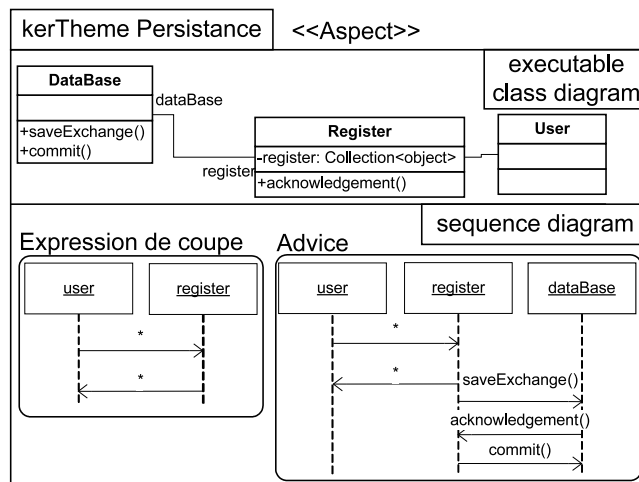 kerTheme Persistance <<Aspect>>
executable
class diagram
DataBase
+saveExchange()
+commit()
dataBase
register
Register
-register: Collection<object>
+acknowledgement()
User
sequence diagram
Expression de coupe
user register
*
*
Advice
user register dataBase
*
*
saveExchange()
acknowledgement()
commit()